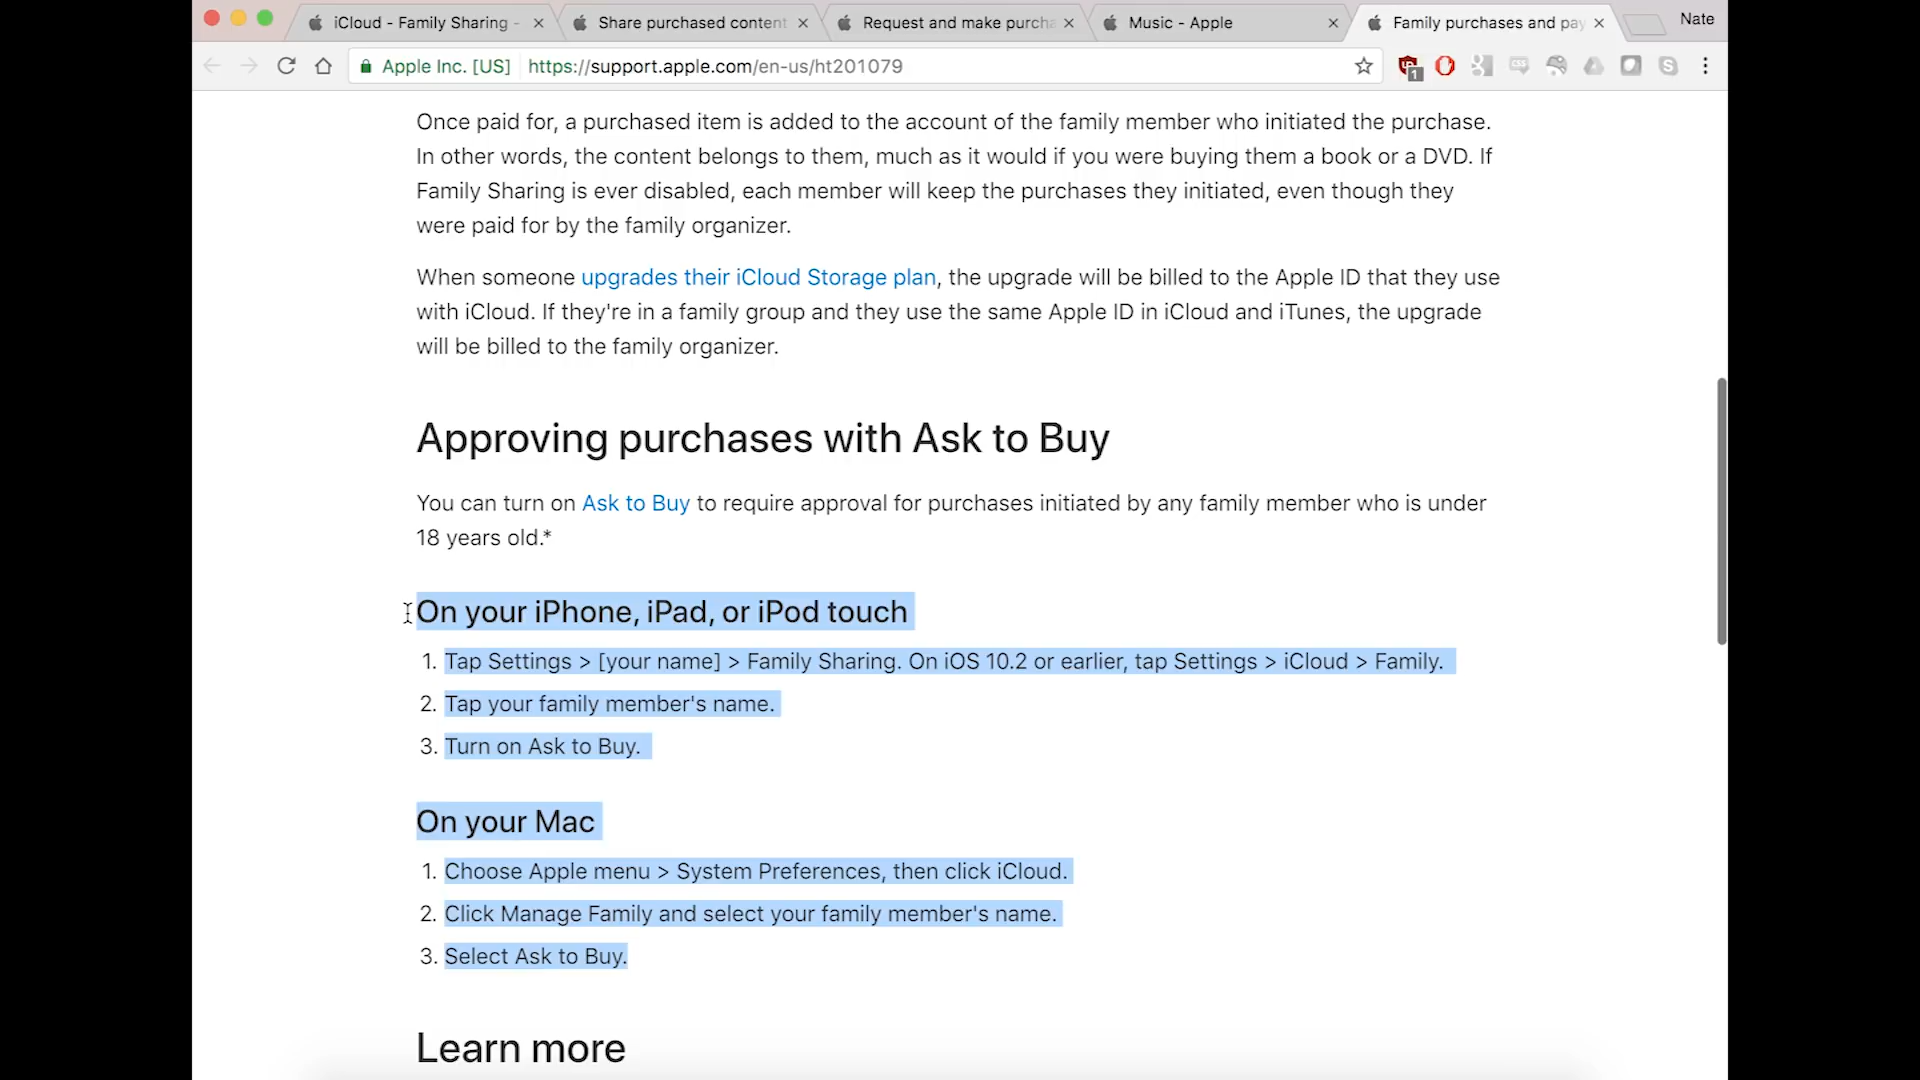 iCloud - Family Sharing -
Share purchased content
Request and make purcha
Music - Apple
Family purchases and pay
Nate
Apple Inc. [US]
https://support.apple.com/en-us/ht201079
1
Once paid for, a purchased item is added to the account of the family member who initiated the purchase.
In other words, the content belongs to them, much as it would if you were buying them a book or a DVD. If
Family Sharing is ever disabled, each member will keep the purchases they initiated, even though they
were paid for by the family organizer.
When someone upgrades their iCloud Storage plan, the upgrade will be billed to the Apple ID that they use
with iCloud. If they're in a family group and they use the same Apple ID in iCloud and iTunes, the upgrade
will be billed to the family organizer.
Approving purchases with Ask to Buy
You can turn on Ask to Buy to require approval for purchases initiated by any family member who is under
18 years old.*
On your iPhone, iPad, or iPod touch
1. Tap Settings > [your name] > Family Sharing. On iOS 10.2 or earlier, tap Settings > iCloud > Family.
2. Tap your family member's name.
3. Turn on Ask to Buy.
On your Mac
1. Choose Apple menu > System Preferences, then click iCloud.
2. Click Manage Family and select your family member's name.
3. Select Ask to Buy.
Learn more